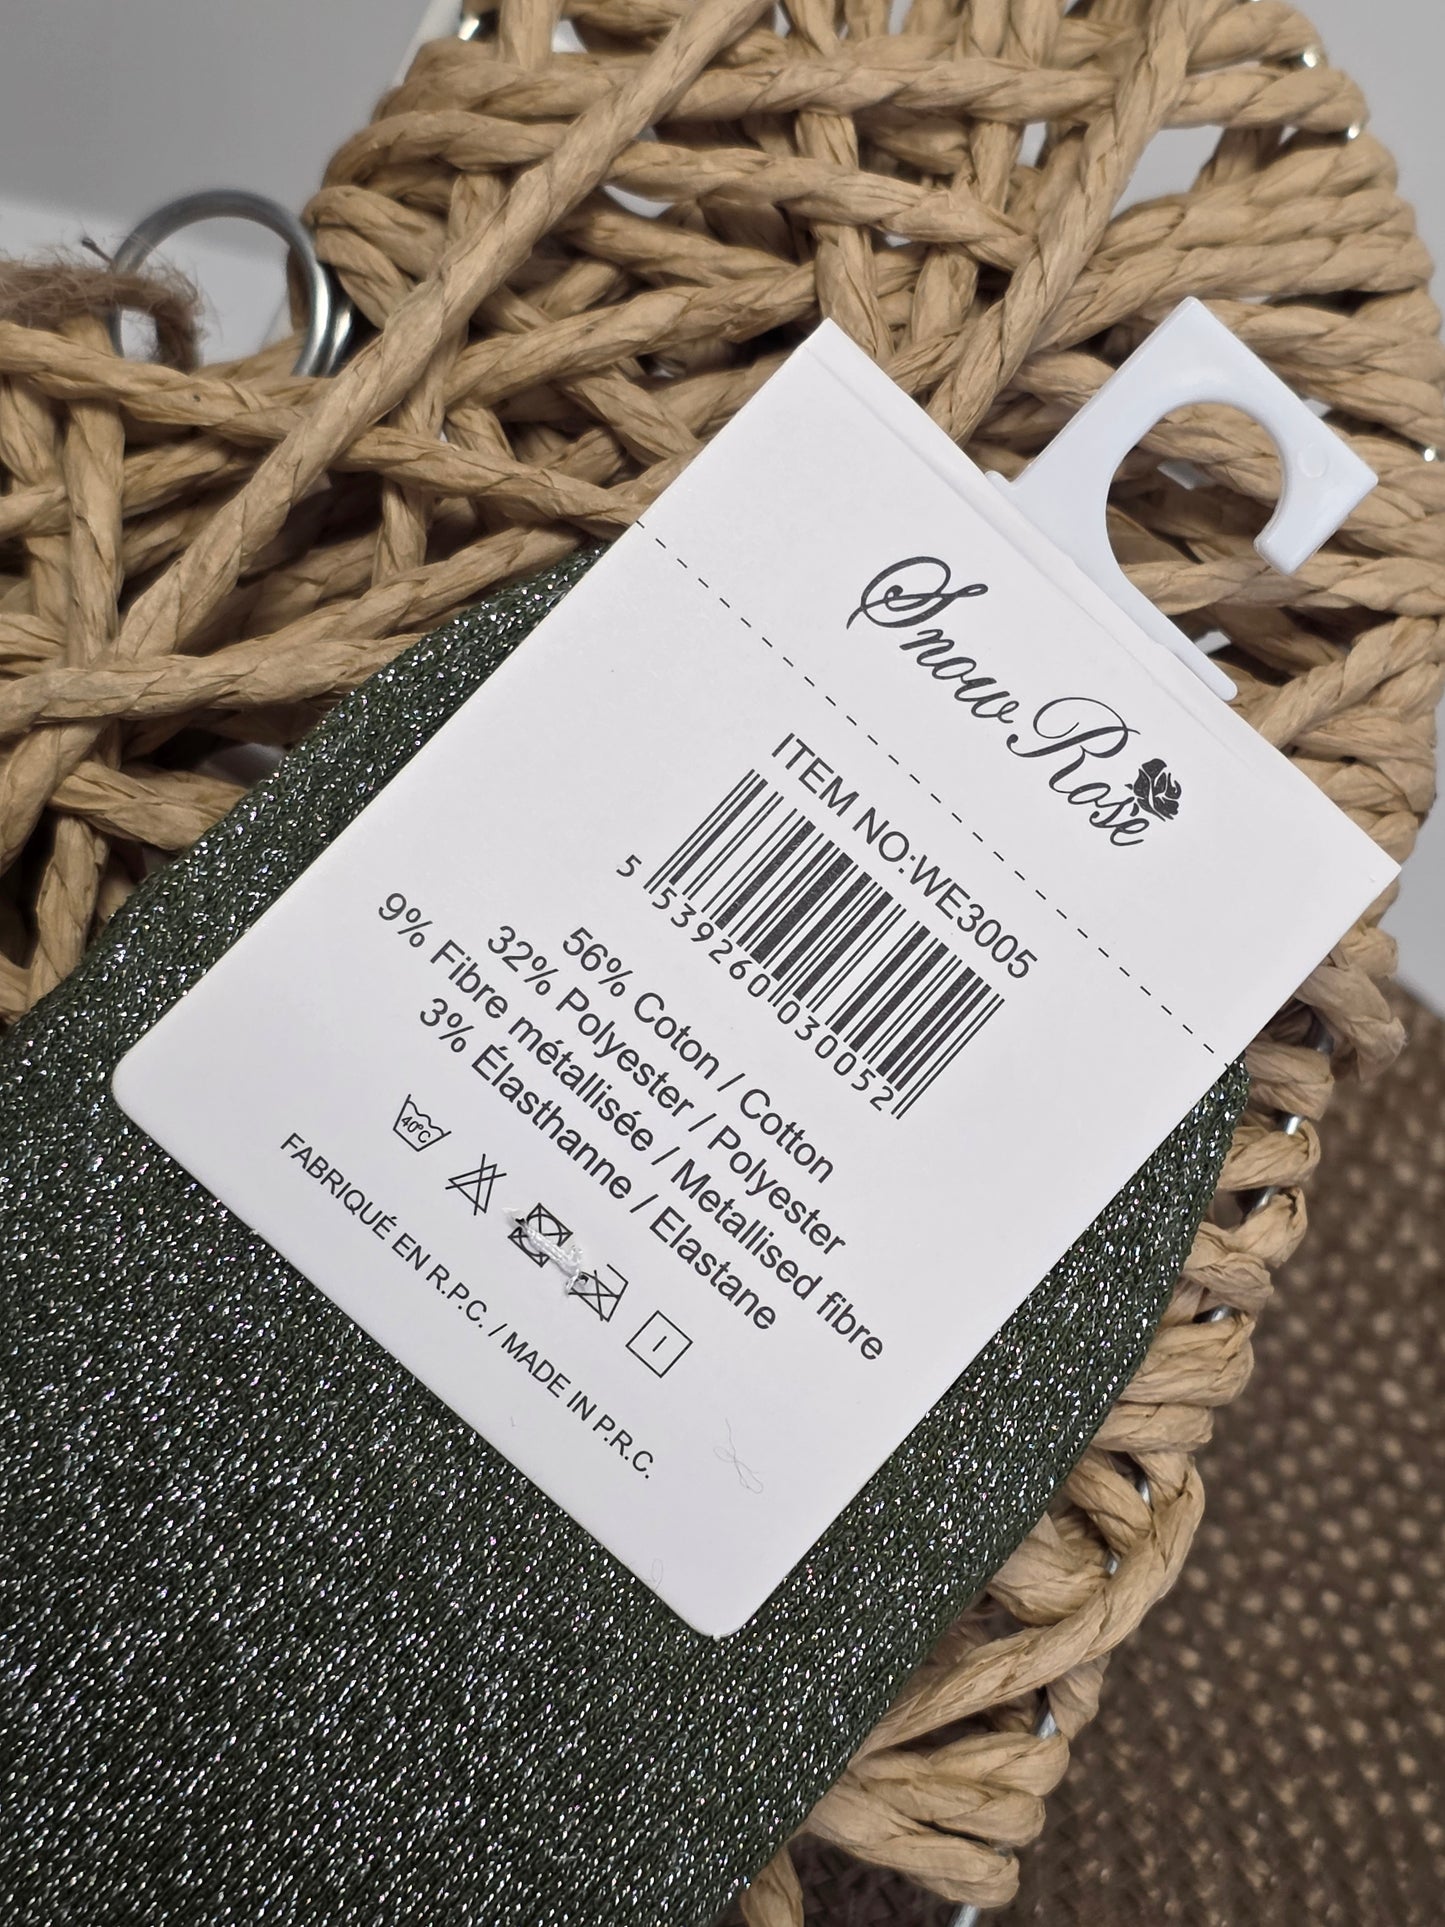 Snow Rose
ITEM NO:WE3005
5 539260 030052
56% Coton / Cotton
32% Polyester / Polyester
9% Fibre métallisée / Metallised fibre
3% Élasthanne / Elastane
40°C
I
FABRIQUÉ EN R.P.C. / MADE IN P.R.C.